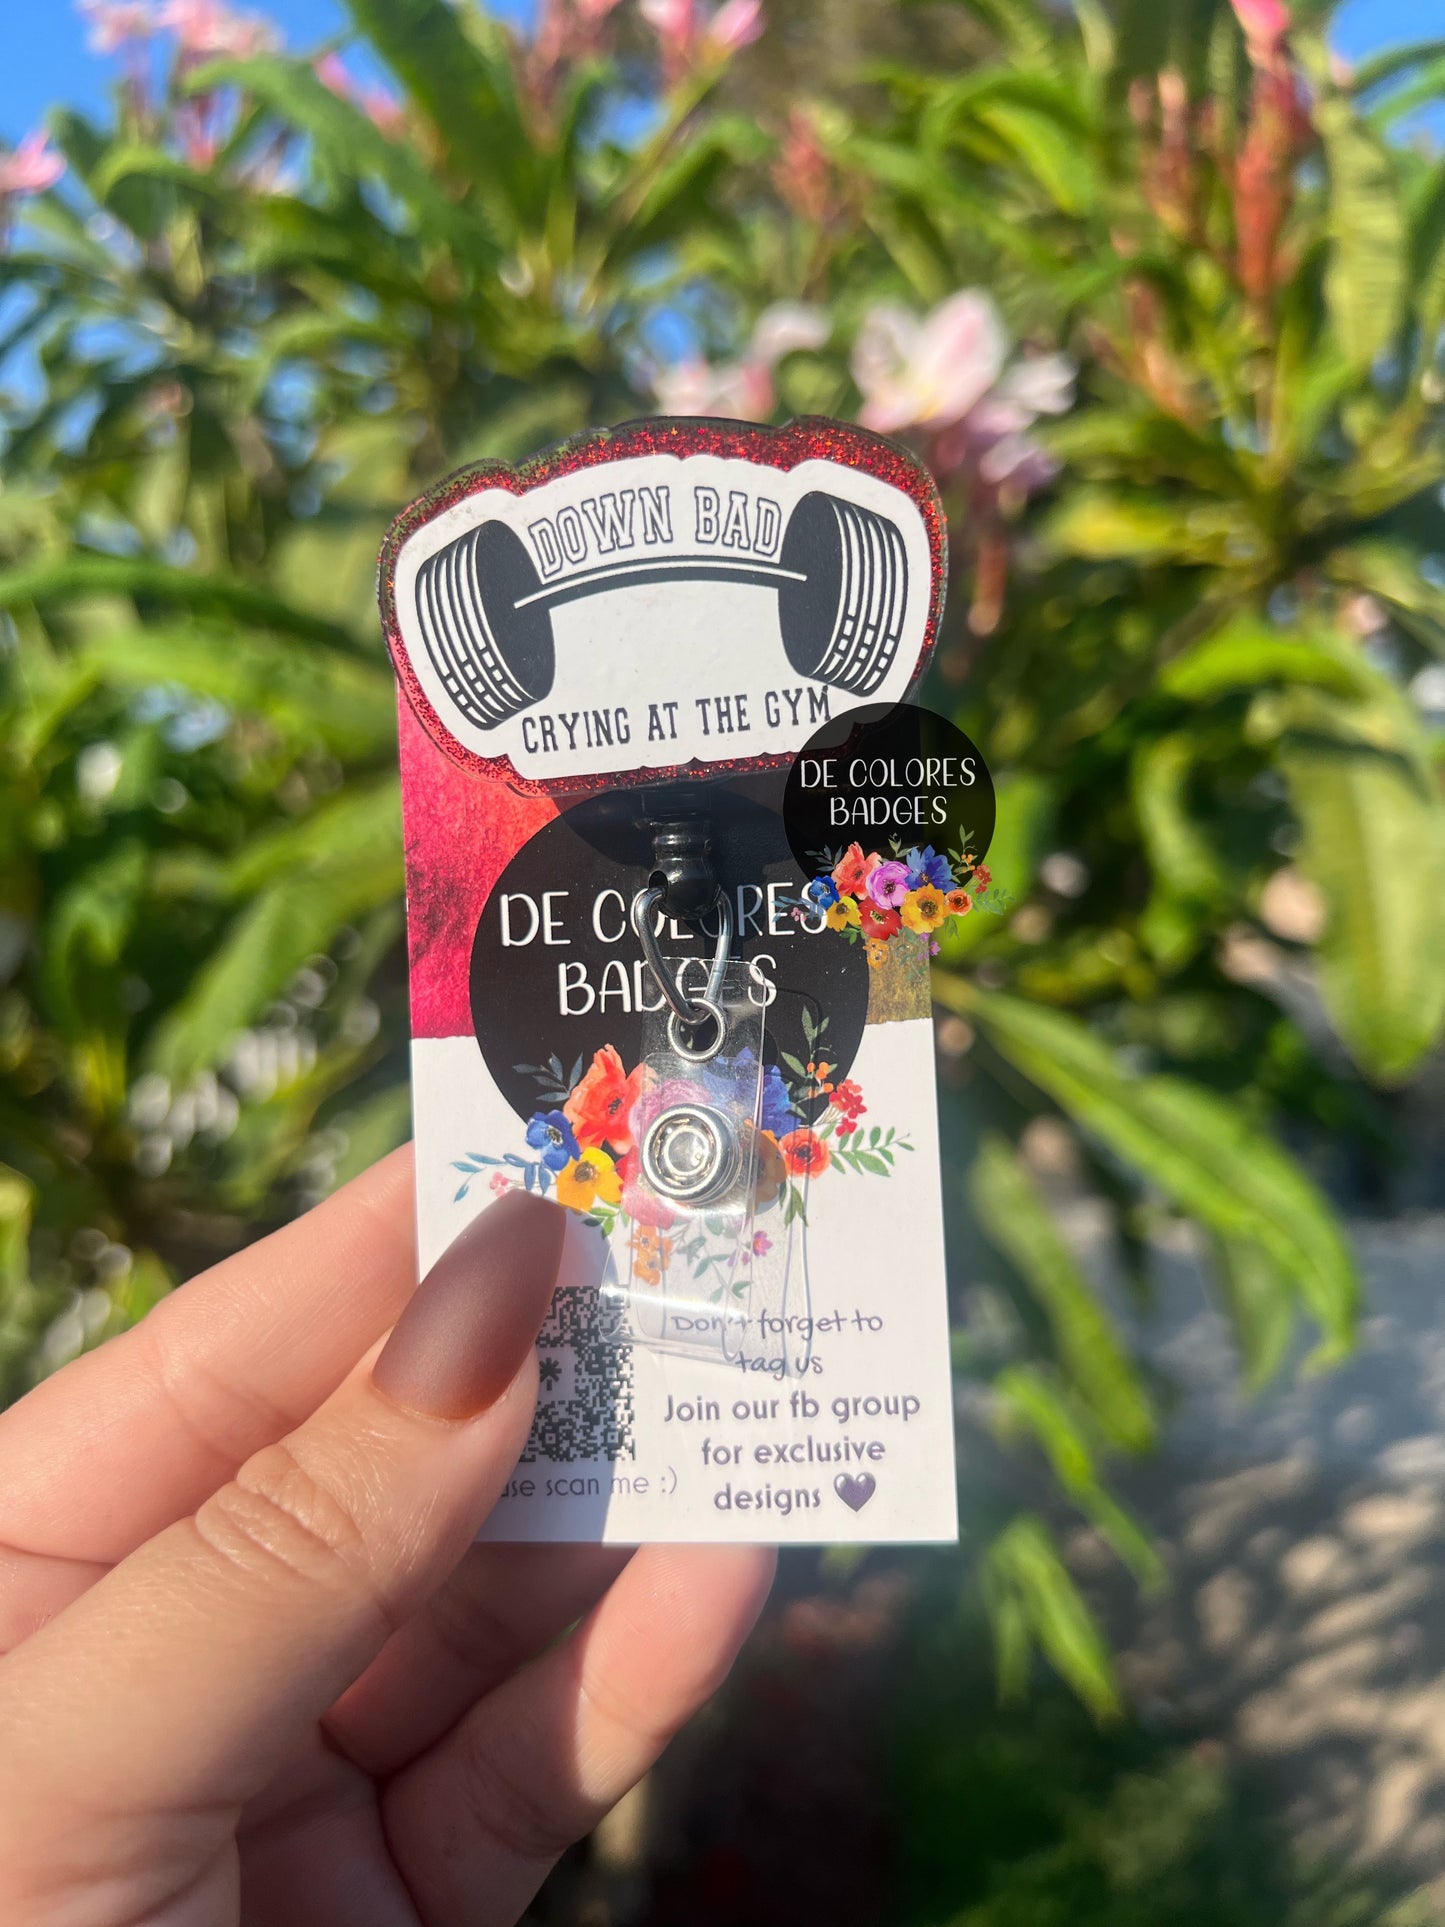 DOWN BAD
CRYING AT THE GYM
DE COLORES
BADGES
DE COLORES
BADGES
Don't forget to
tag us
Join our fb group
for exclusive
designs
scan me :)